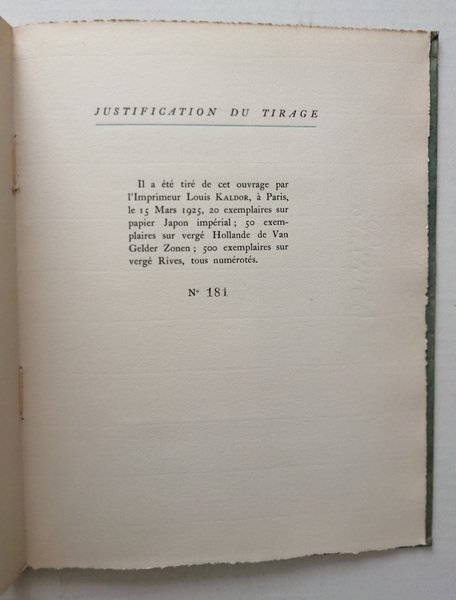 JUSTIFICATION DU TIRAGE
Il a été tiré de cet ouvrage par
l'Imprimeur Louis KALDOR, à Paris,
le 15 Mars 1925, 20 exemplaires sur
papier Japon impérial ; 50 exem-
plaires sur vergé Hollande de Van
Gelder Zonen ; 500 exemplaires sur
vergé Rives, tous numérotés.
N° 181